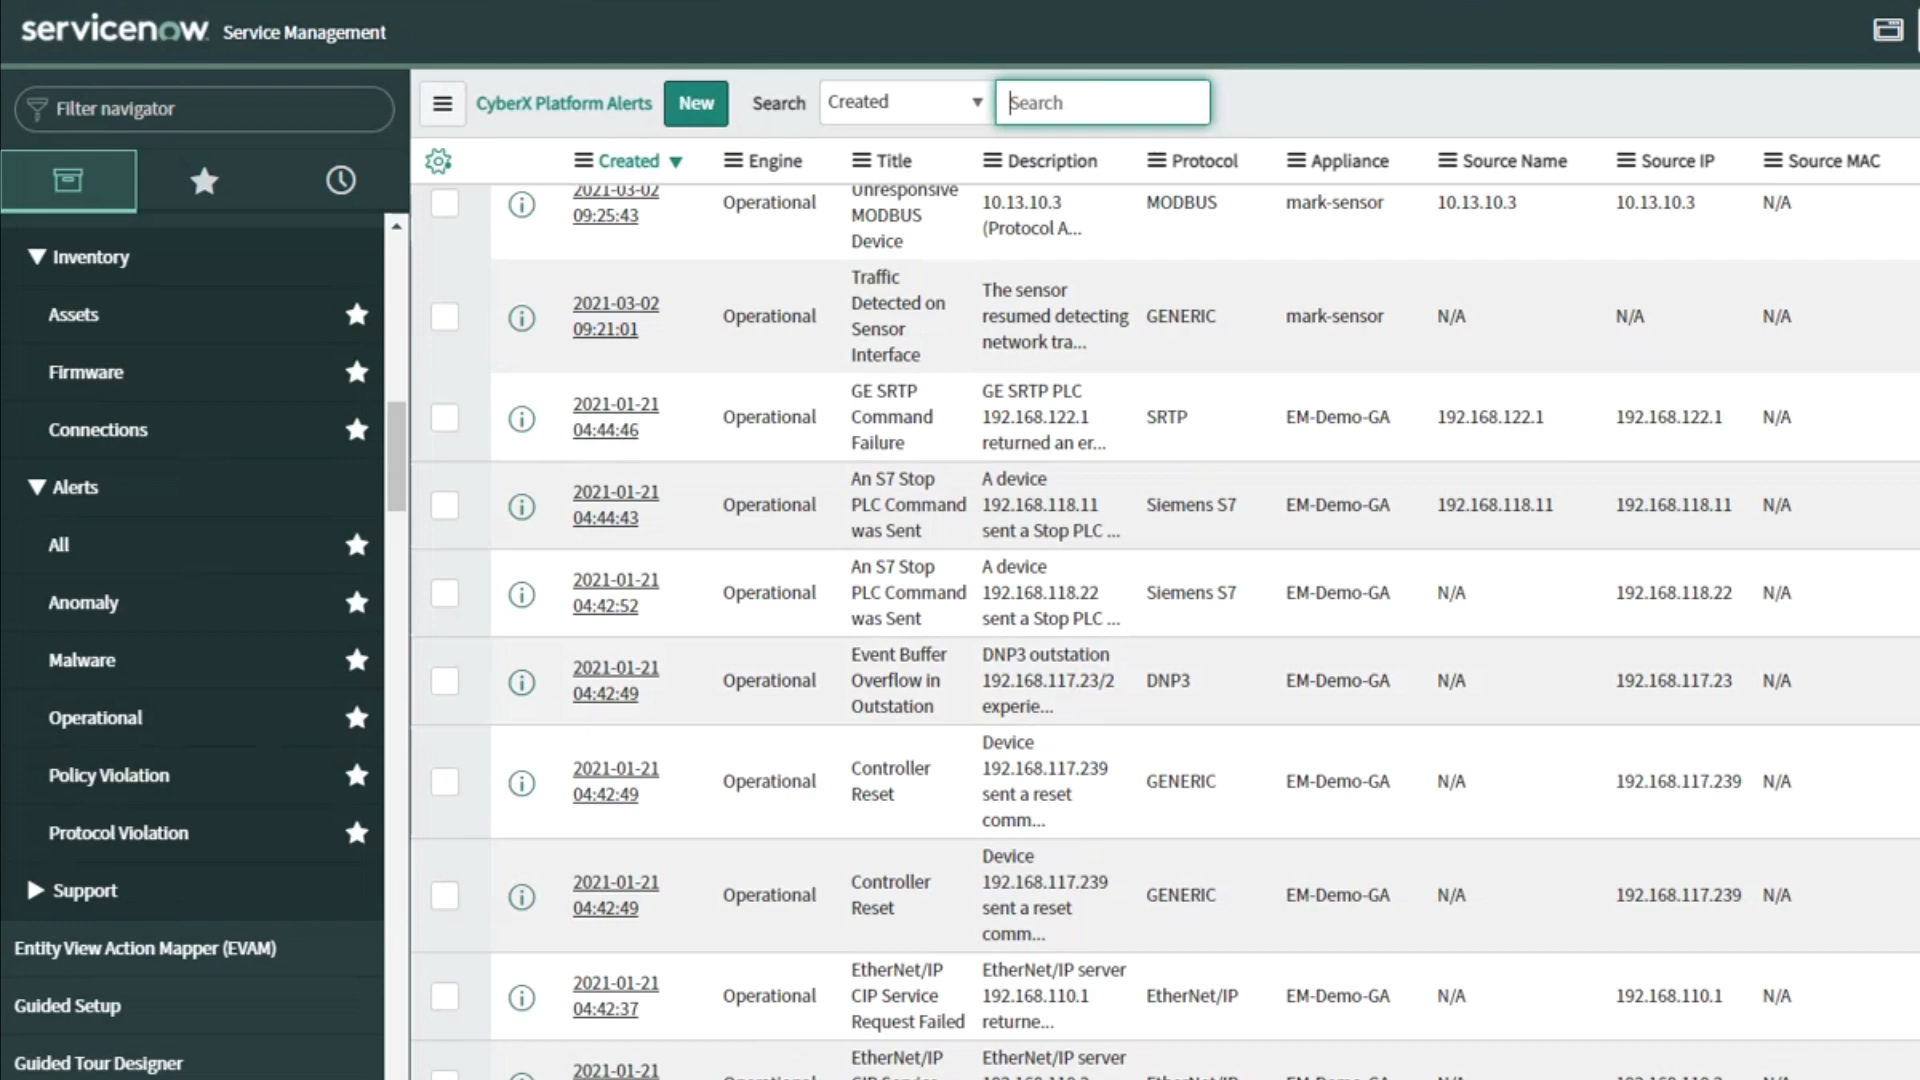 servicenow Service Management
Filter navigator
Inventory
Assets
Firmware
Connections
Alerts
All
Anomaly
Malware
Operational
Policy Violation
Protocol Violation
Support
Entity View Action Mapper (EVAM)
Guided Setup
Guided Tour Designer
CyberX Platform Alerts New Search Created Search
Created Engine Title Description Protocol Appliance Source Name Source IP Source MAC
2021-03-02
09:25:43
Operational
Unresponsive
MODBUS
Device
10.13.10.3
(Protocol A...
MODBUS
mark-sensor
10.13.10.3
10.13.10.3
N/A
2021-03-02
09:21:01
Operational
Traffic
Detected on
Sensor
Interface
The sensor
resumed detecting
network tra...
GENERIC
mark-sensor
N/A
N/A
N/A
2021-01-21
04:44:46
Operational
GE SRTP
Command
Failure
GE SRTP PLC
192.168.122.1
returned an er...
SRTP
EM-Demo-GA
192.168.122.1
192.168.122.1
N/A
2021-01-21
04:44:43
Operational
An S7 Stop
PLC Command
was Sent
A device
192.168.118.11
sent a Stop PLC ...
Siemens S7
EM-Demo-GA
192.168.118.11
192.168.118.11
N/A
2021-01-21
04:42:52
Operational
An S7 Stop
PLC Command
was Sent
A device
192.168.118.22
sent a Stop PLC ...
Siemens S7
EM-Demo-GA
N/A
192.168.118.22
N/A
2021-01-21
04:42:49
Operational
Event Buffer
Overflow in
Outstation
DNP3 outstation
192.168.117.23/2
experie...
DNP3
EM-Demo-GA
N/A
192.168.117.23
N/A
2021-01-21
04:42:49
Operational
Controller
Reset
Device
192.168.117.239
sent a reset
comm...
GENERIC
EM-Demo-GA
N/A
192.168.117.239
N/A
2021-01-21
04:42:49
Operational
Controller
Reset
Device
192.168.117.239
sent a reset
comm...
GENERIC
EM-Demo-GA
N/A
192.168.117.239
N/A
2021-01-21
04:42:37
Operational
EtherNet/IP
CIP Service
Request Failed
EtherNet/IP server
192.168.110.1
returne...
EtherNet/IP
EM-Demo-GA
N/A
192.168.110.1
N/A
2021-01-21
EtherNet/IP
EtherNet/IP server